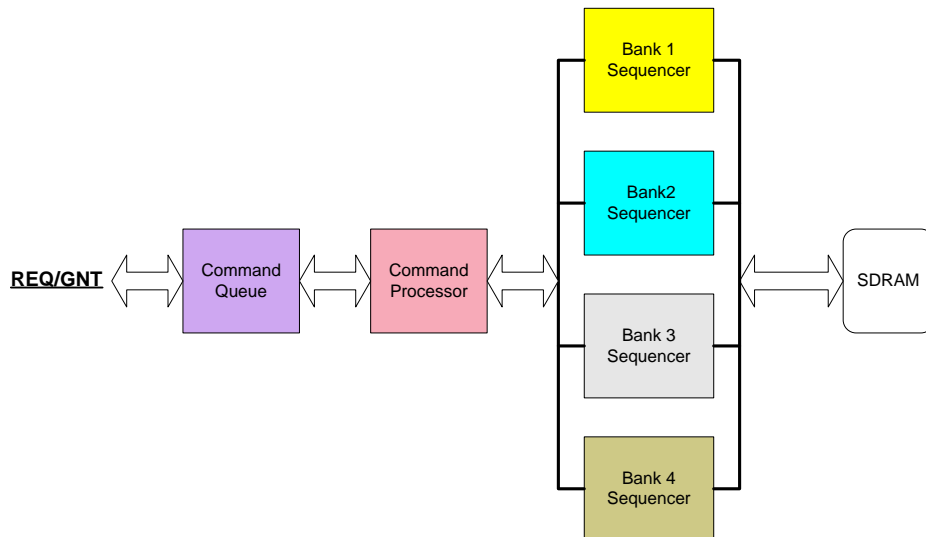 Bank 1
Sequencer
Bank2
Sequencer
REQ/GNT
Command
Queue
Command
Processor
SDRAM
Bank 3
Sequencer
Bank 4
Sequencer